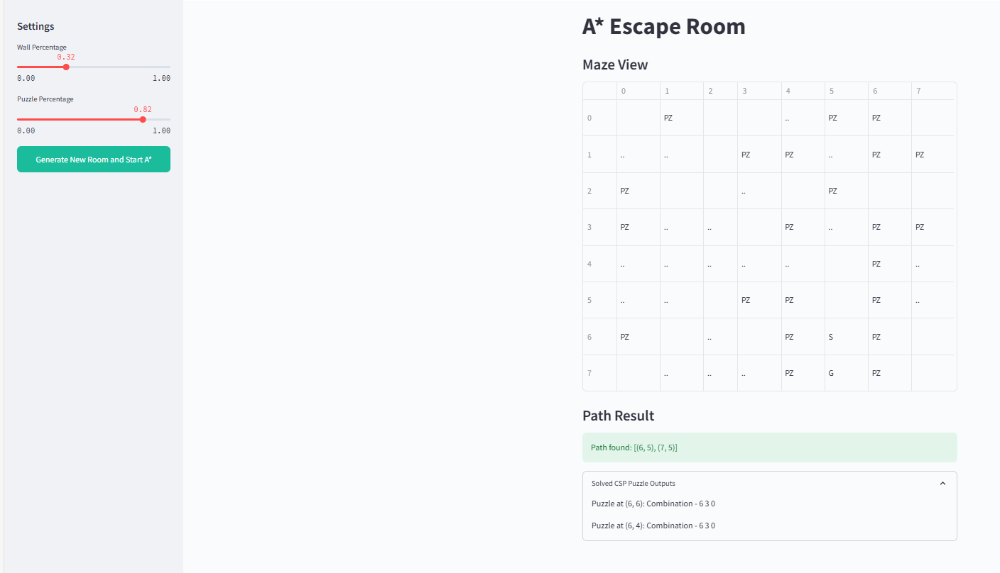 Settings
Wall Percentage
0.32
0.00 1.00
Puzzle Percentage
0.82
0.00 1.00
Generate New Room and Start A*
A* Escape Room
Maze View
0 1 2 3 4 5 6 7
0 PZ .. PZ PZ
1 .. .. PZ PZ .. PZ PZ
2 PZ .. PZ
3 PZ .. .. PZ .. PZ PZ
4 .. .. .. .. .. PZ ..
5 .. .. PZ PZ PZ ..
6 PZ .. PZ S PZ
7 .. .. .. PZ G PZ
Path Result
Path found: [(6, 5), (7, 5)]
Solved CSP Puzzle Outputs
Puzzle at (6, 6): Combination - 6 3 0
Puzzle at (6, 4): Combination - 6 3 0